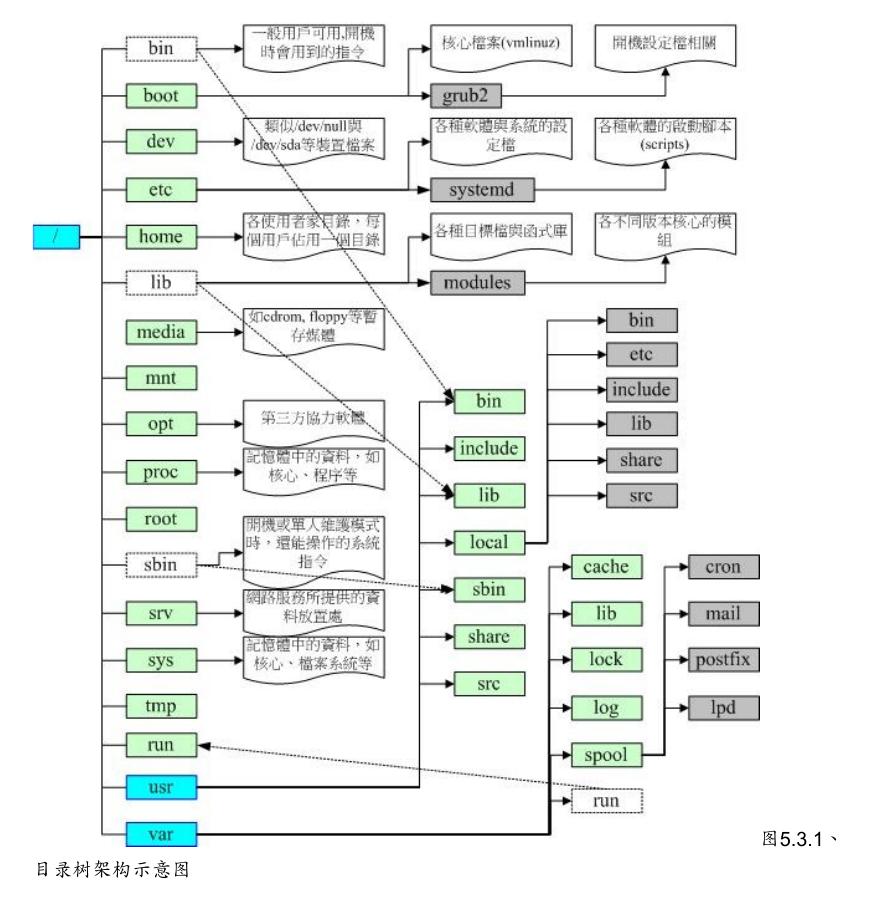 /
bin
一般用戶可用,開機
時會用到的指令
核心檔案(vmlinuz)
開機設定檔相關
boot
grub2
dev
類似/dev/null與
/dev/sda等裝置檔案
各種軟體與系統的設
定檔
各種軟體的啟動腳本
(scripts)
etc
systemd
home
各使用者家目錄，每
個用戶佔用一個目錄
各種目標檔與函式庫
各不同版本核心的模
組
lib
modules
media
如cdrom, floppy等暫
存媒體
mnt
opt
第三方協力軟體
proc
記憶體中的資料，如
核心、程序等
root
sbin
開機或單人維護模式
時，還能操作的系統
指令
srv
網路服務所提供的資
料放置處
sys
記憶體中的資料，如
核心、檔案系統等
tmp
run
usr
var
bin
include
lib
local
sbin
share
src
bin
etc
include
lib
share
src
cache
lib
lock
log
spool
run
cron
mail
postfix
lpd
图5.3.1、
目录树架构示意图